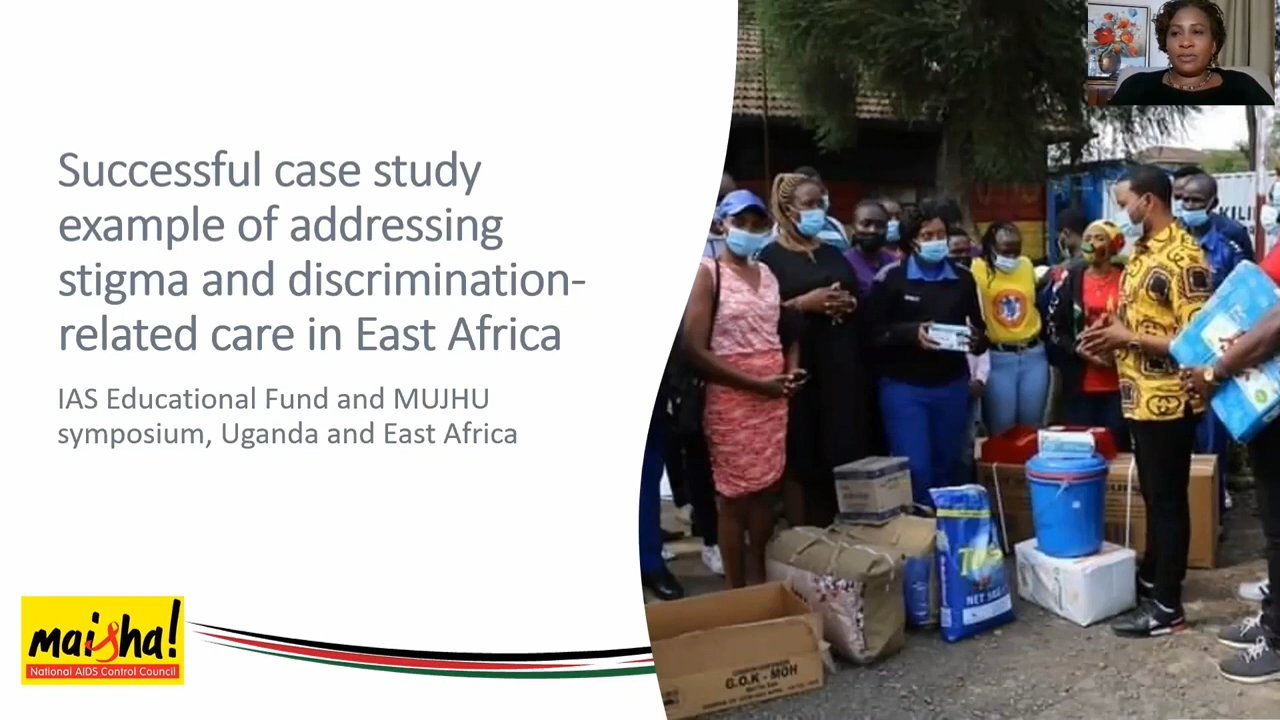 Successful case study
example of addressing
stigma and discrimination-
related care in East Africa
IAS Educational Fund and MUJHU
symposium, Uganda and East Africa
maisha!
National AIDS Control Council
KILI
G.O.K - MOH